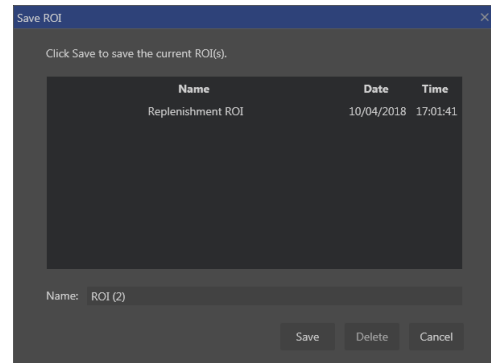 Save ROI
Click Save to save the current ROI(s).
Name Date Time
Replenishment ROI 10/04/2018 17:01:41
Name: ROI (2)
Save Delete Cancel